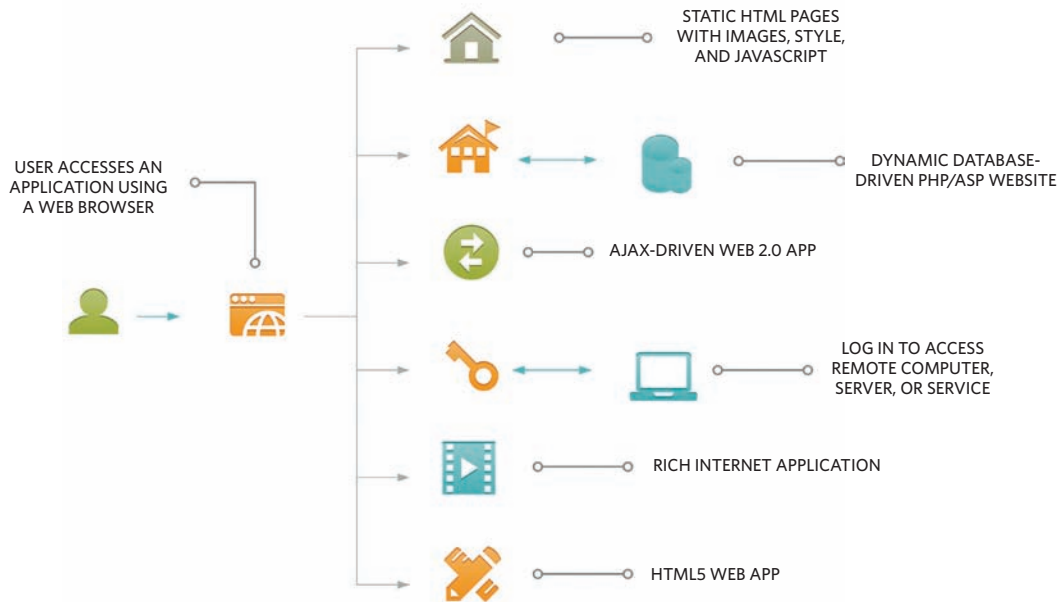 STATIC HTML PAGES
WITH IMAGES, STYLE,
AND JAVASCRIPT
USER ACCESSES AN
APPLICATION USING
A WEB BROWSER
DYNAMIC DATABASE-
DRIVEN PHP/ASP WEBSITE
AJAX-DRIVEN WEB 2.0 APP
LOG IN TO ACCESS
REMOTE COMPUTER,
SERVER, OR SERVICE
RICH INTERNET APPLICATION
HTML5 WEB APP